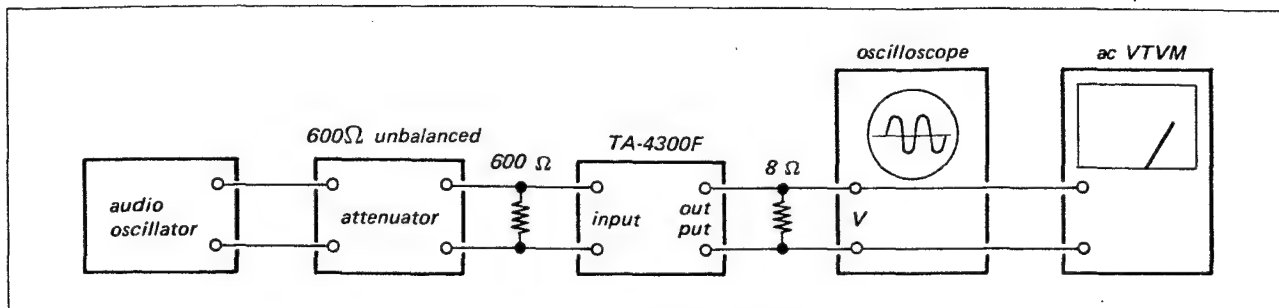 oscilloscope
ac VTVM
600Ω unbalanced
600 Ω
TA-4300F
8 Ω
audio
oscillator
attenuator
input
out
put
V